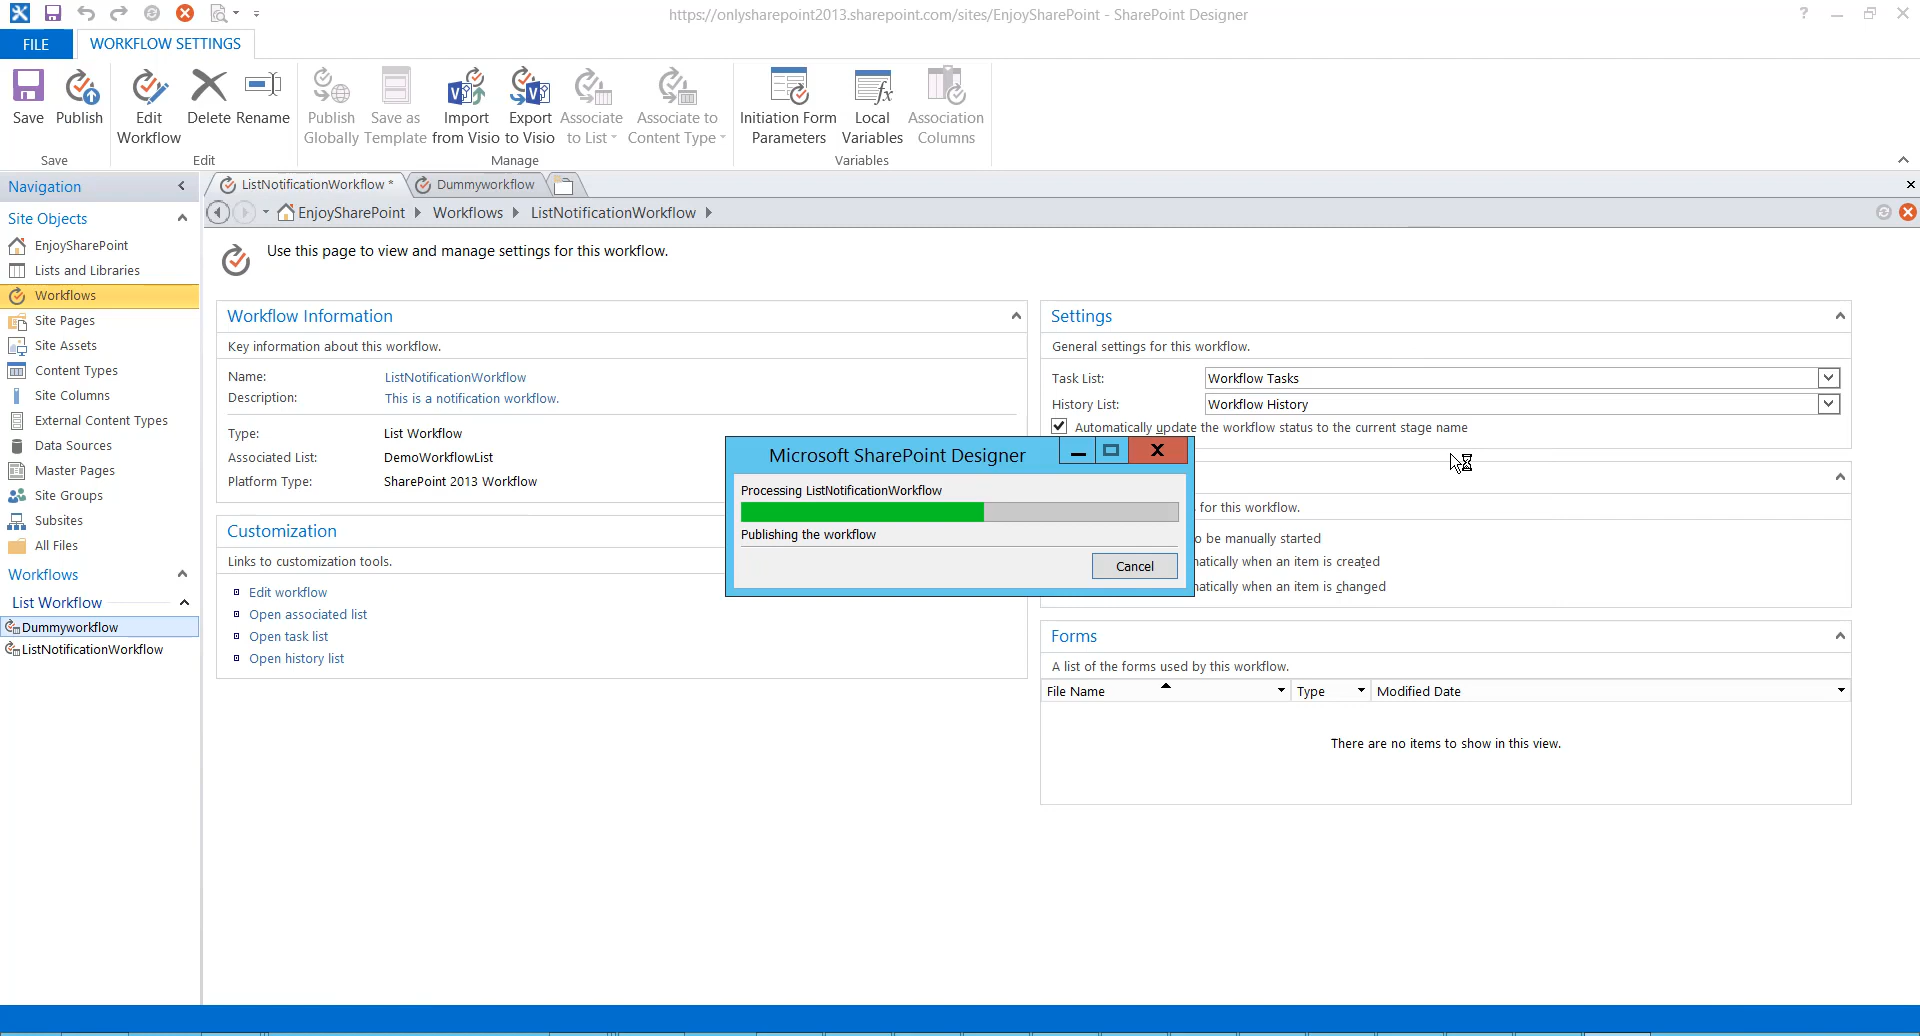 https://onlysharepoint2013.sharepoint.com/sites/EnjoySharePoint - SharePoint Designer
?
FILE
WORKFLOW SETTINGS
Save
Publish
Edit
Workflow
Delete
Rename
Publish
Globally
Save as
Template
Import
from Visio
Export
to Visio
Associate
to List
Associate to
Content Type
Initiation Form
Parameters
Local
Variables
Association
Columns
Save
Edit
Manage
Variables
Navigation
ListNotificationWorkflow *
Dummyworkflow
EnjoySharePoint
Workflows
ListNotificationWorkflow
Site Objects
EnjoySharePoint
Lists and Libraries
Workflows
Site Pages
Site Assets
Content Types
Site Columns
External Content Types
Data Sources
Master Pages
Site Groups
Subsites
All Files
Workflows
List Workflow
Dummyworkflow
ListNotificationWorkflow
Use this page to view and manage settings for this workflow.
Workflow Information
Key information about this workflow.
Name: ListNotificationWorkflow
Description: This is a notification workflow.
Type: List Workflow
Associated List: DemoWorkflowList
Platform Type: SharePoint 2013 Workflow
Customization
Links to customization tools.
Edit workflow
Open associated list
Open task list
Open history list
Settings
General settings for this workflow.
Task List: Workflow Tasks
History List: Workflow History
Automatically update the workflow status to the current stage name
Microsoft SharePoint Designer
Processing ListNotificationWorkflow
Publishing the workflow
Cancel
s for this workflow.
o be manually started
matically when an item is created
matically when an item is changed
Forms
A list of the forms used by this workflow.
File Name
Type
Modified Date
There are no items to show in this view.